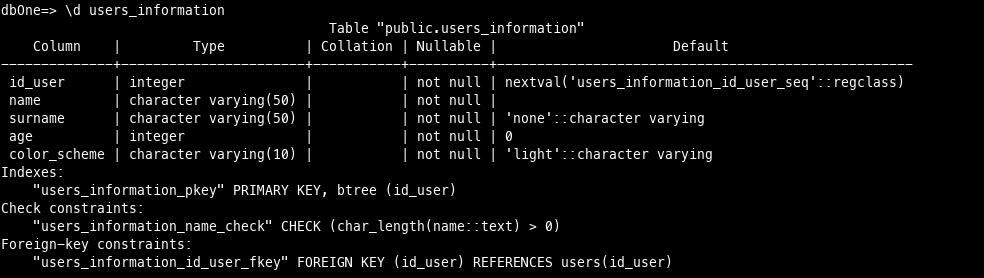 dbOne=> \d users_information
Table "public.users_information"
Column | Type | Collation | Nullable | Default
--------------+-----------------------+-----------+----------+----------------------------------------------------
id_user | integer | | not null | nextval('users_information_id_user_seq'::regclass)
name | character varying(50) | | not null |
surname | character varying(50) | | not null | 'none'::character varying
age | integer | | not null | 0
color_scheme | character varying(10) | | not null | 'light'::character varying
Indexes:
"users_information_pkey" PRIMARY KEY, btree (id_user)
Check constraints:
"users_information_name_check" CHECK (char_length(name::text) > 0)
Foreign-key constraints:
"users_information_id_user_fkey" FOREIGN KEY (id_user) REFERENCES users(id_user)